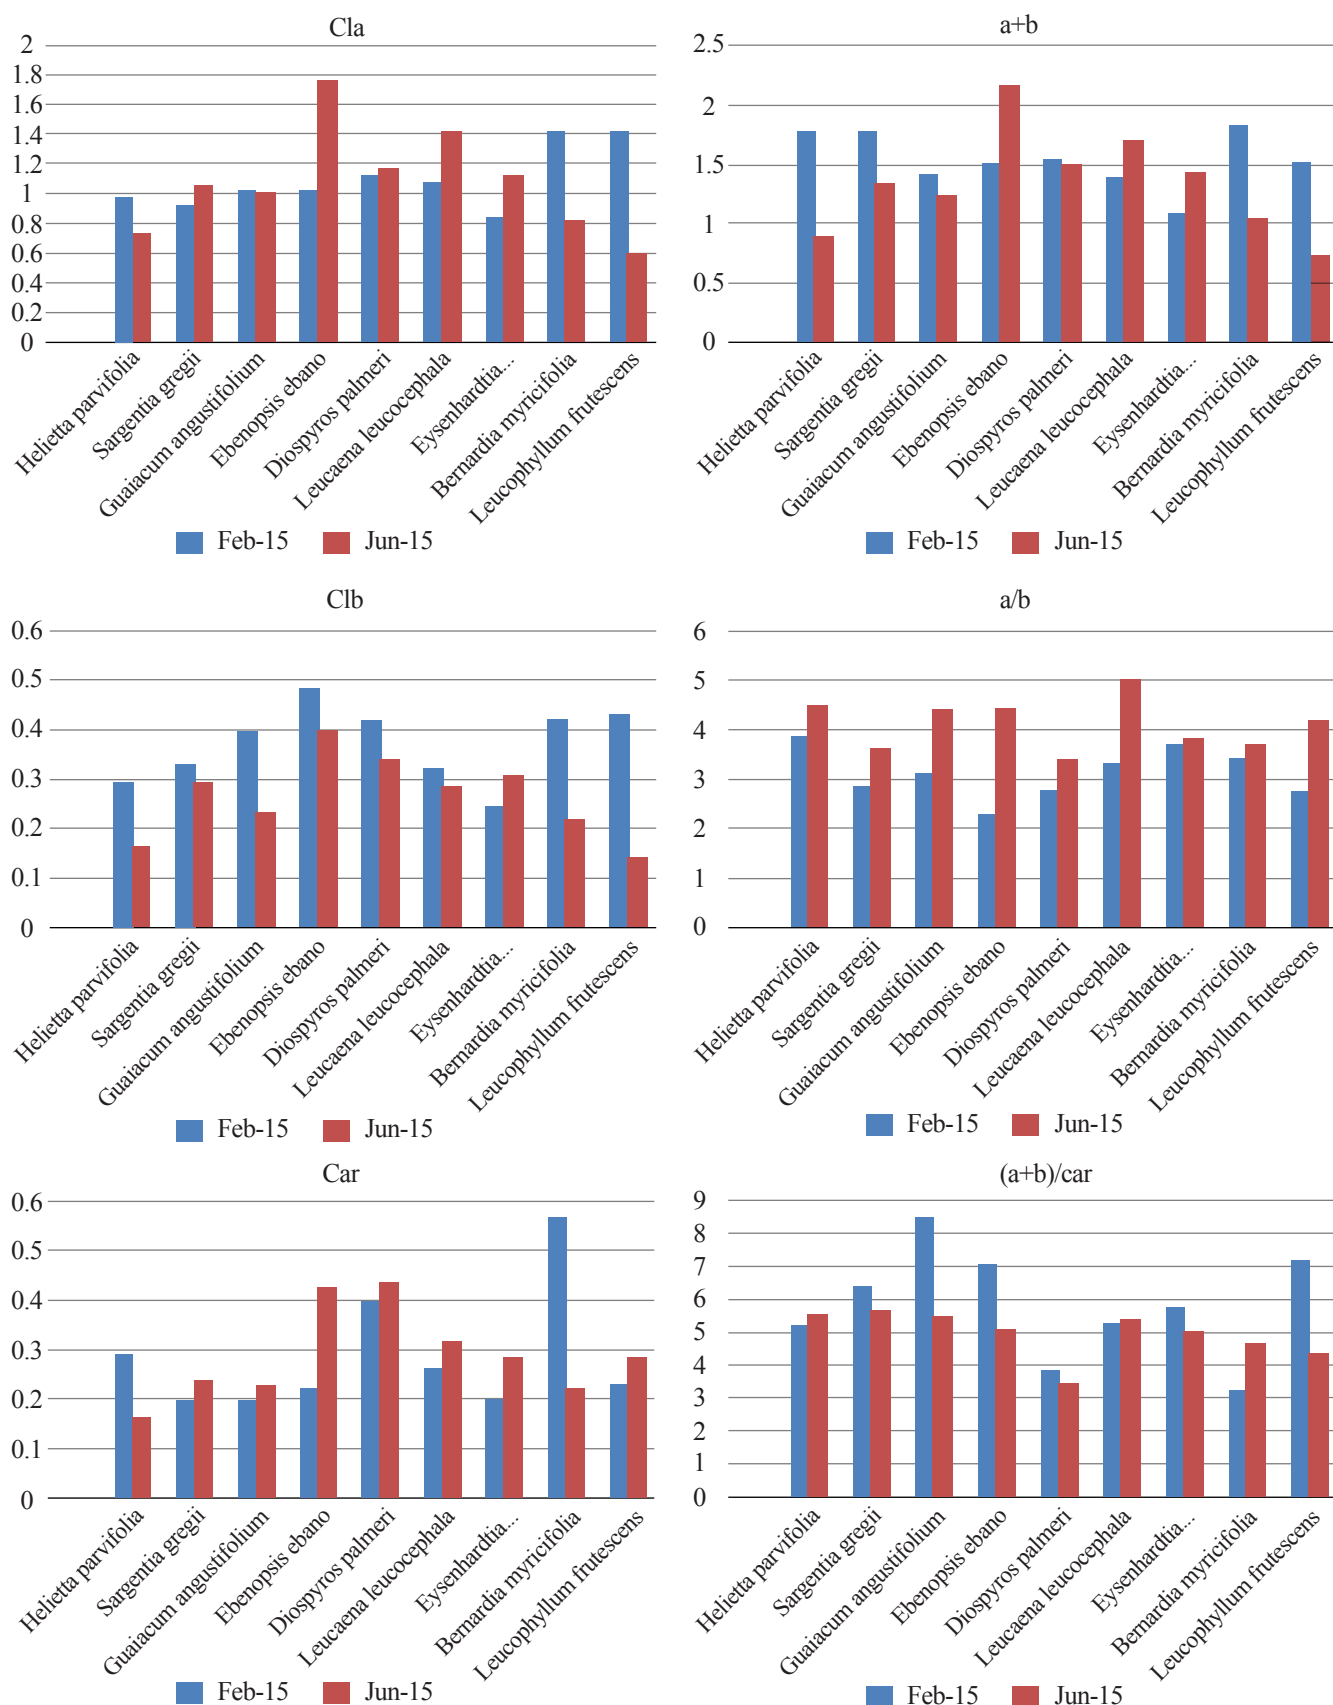 Cla
2
1.8
1.6
1.4
1.2
1
0.8
0.6
0.4
0.2
0
Helietta parvifolia
Sargentia gregii
Guaiacum angustifolium
Ebenopsis ebano
Diospyros palmeri
Leucaena leucocephala
Eysenhardtia...
Bernardia myricifolia
Leucophyllum frutescens
Feb-15 Jun-15
a+b
2.5
2
1.5
1
0.5
0
Helietta parvifolia
Sargentia gregii
Guaiacum angustifolium
Ebenopsis ebano
Diospyros palmeri
Leucaena leucocephala
Eysenhardtia...
Bernardia myricifolia
Leucophyllum frutescens
Feb-15 Jun-15
Clb
0.6
0.5
0.4
0.3
0.2
0.1
0
Helietta parvifolia
Sargentia gregii
Guaiacum angustifolium
Ebenopsis ebano
Diospyros palmeri
Leucaena leucocephala
Eysenhardtia...
Bernardia myricifolia
Leucophyllum frutescens
Feb-15 Jun-15
a/b
6
5
4
3
2
1
0
Helietta parvifolia
Sargentia gregii
Guaiacum angustifolium
Ebenopsis ebano
Diospyros palmeri
Leucaena leucocephala
Eysenhardtia...
Bernardia myricifolia
Leucophyllum frutescens
Feb-15 Jun-15
Car
0.6
0.5
0.4
0.3
0.2
0.1
0
Helietta parvifolia
Sargentia gregii
Guaiacum angustifolium
Ebenopsis ebano
Diospyros palmeri
Leucaena leucocephala
Eysenhardtia...
Bernardia myricifolia
Leucophyllum frutescens
Feb-15 Jun-15
(a+b)/car
9
8
7
6
5
4
3
2
1
0
Helietta parvifolia
Sargentia gregii
Guaiacum angustifolium
Ebenopsis ebano
Diospyros palmeri
Leucaena leucocephala
Eysenhardtia...
Bernardia myricifolia
Leucophyllum frutescens
Feb-15 Jun-15